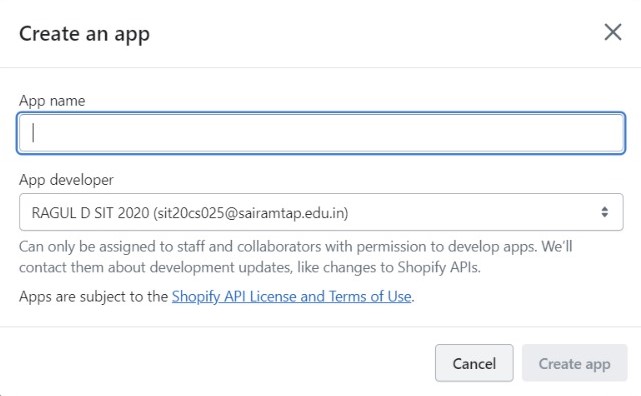 Create an app
App name
App developer
RAGUL D SIT 2020 (sit20cs025@sairamtap.edu.in)
Can only be assigned to staff and collaborators with permission to develop apps. We'll
contact them about development updates, like changes to Shopify APIs.
Apps are subject to the Shopify API License and Terms of Use.
Cancel
Create app